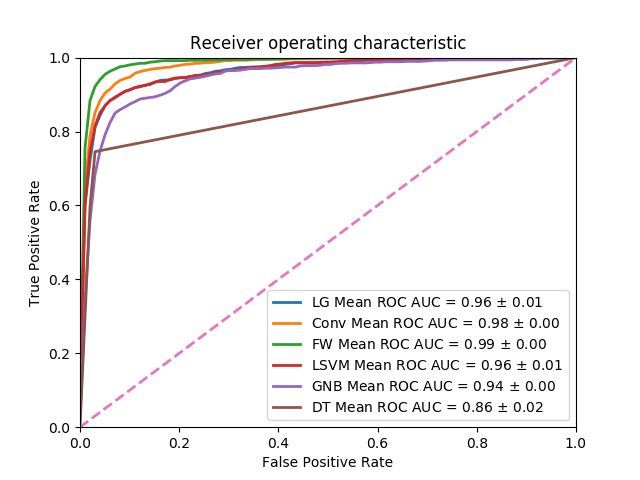 Receiver operating characteristic
1.0
0.8
0.6
0.4
0.2
0.0
True Positive Rate
LG Mean ROC AUC = 0.96 ± 0.01
Conv Mean ROC AUC = 0.98 ± 0.00
FW Mean ROC AUC = 0.99 ± 0.00
LSVM Mean ROC AUC = 0.96 ± 0.01
GNB Mean ROC AUC = 0.94 ± 0.00
DT Mean ROC AUC = 0.86 ± 0.02
0.0 0.2 0.4 0.6 0.8 1.0
False Positive Rate